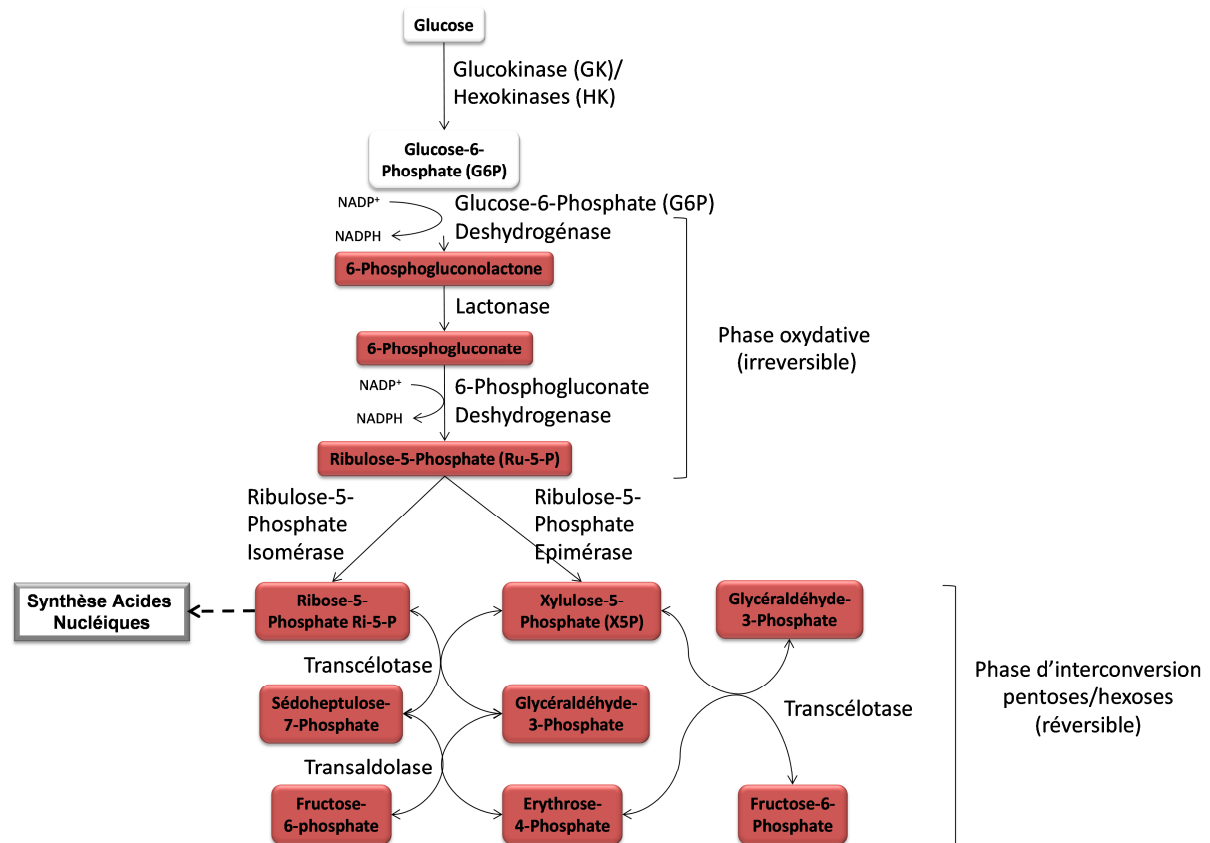 Glucose
Glucokinase (GK)/
Hexokinases (HK)
Glucose-6-
Phosphate (G6P)
NADP+
NADPH
Glucose-6-Phosphate (G6P)
Deshydrogénase
6-Phosphogluconolactone
Lactonase
6-Phosphogluconate
NADP+
NADPH
6-Phosphogluconate
Deshydrogenase
Ribulose-5-Phosphate (Ru-5-P)
Phase oxydative
(irreversible)
Ribulose-5-
Phosphate
Isomérase
Ribulose-5-
Phosphate
Epimérase
Synthèse Acides
Nucléiques
Ribose-5-
Phosphate Ri-5-P
Xylulose-5-
Phosphate (X5P)
Glycéraldéhyde-
3-Phosphate
Transcélotase
Sédoheptulose-
7-Phosphate
Glycéraldéhyde-
3-Phosphate
Transcélotase
Transaldolase
Fructose-
6-phosphate
Erythrose-
4-Phosphate
Fructose-6-
Phosphate
Phase d’interconversion
pentoses/hexoses
(réversible)